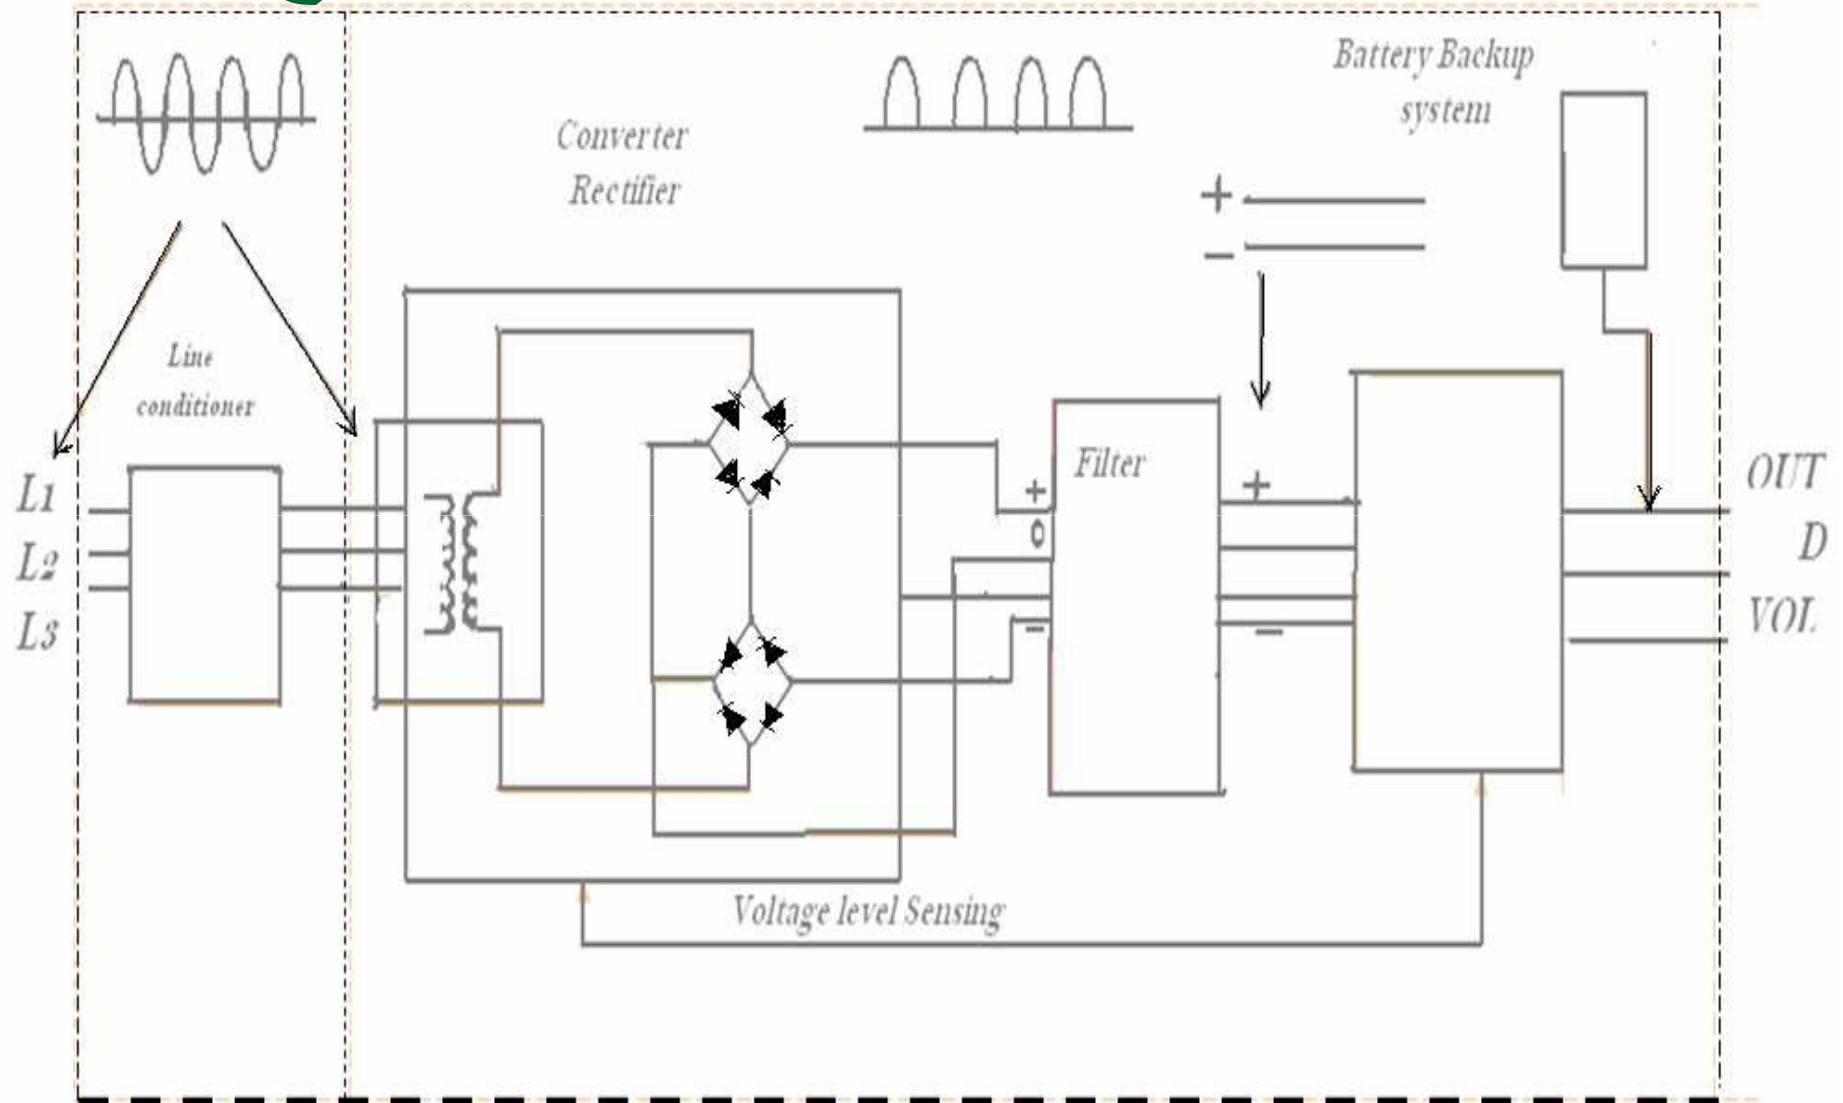 Battery Backup
system
Converter
Rectifier
+
−
Line
conditioner
L1
L2
L3
Filter
+
0
−
+
−
OUT
D
VOL
Voltage level Sensing